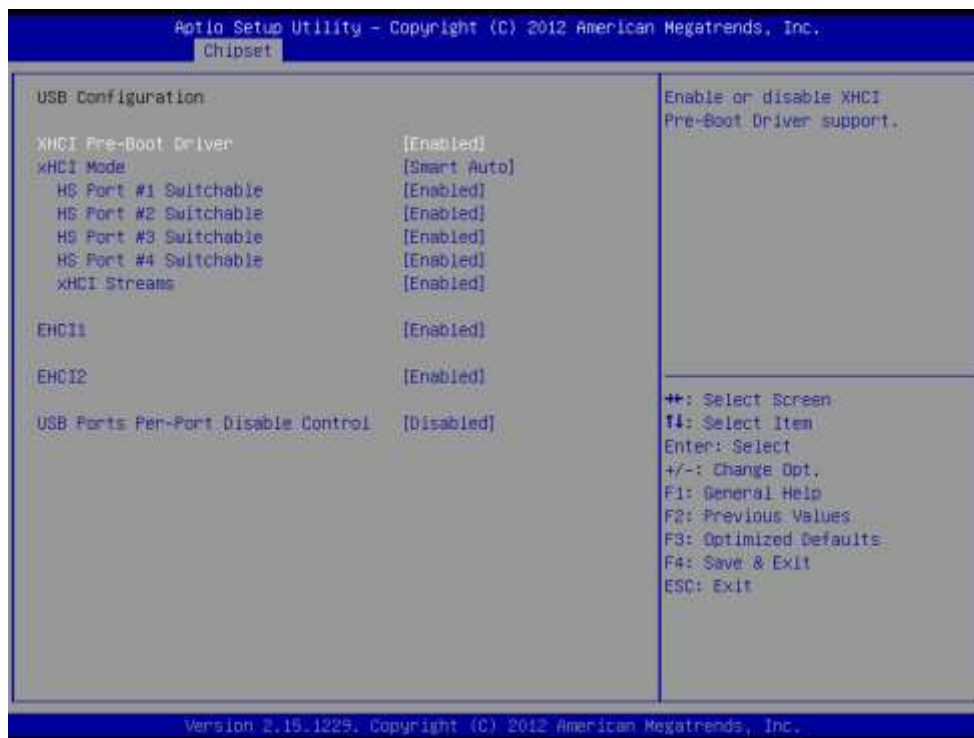 Aptio Setup Utility – Copyright (C) 2012 American Megatrends, Inc.
Chipset
USB Configuration
XHCI Pre-Boot Driver [Enabled]
xHCI Mode [Smart Auto]
HS Port #1 Switchable [Enabled]
HS Port #2 Switchable [Enabled]
HS Port #3 Switchable [Enabled]
HS Port #4 Switchable [Enabled]
xHCI Streams [Enabled]
EHCI1 [Enabled]
EHCI2 [Enabled]
USB Ports Per-Port Disable Control [Disabled]
Enable or disable XHCI
Pre-Boot Driver support.
→←: Select Screen
↑↓: Select Item
Enter: Select
+/-: Change Opt.
F1: General Help
F2: Previous Values
F3: Optimized Defaults
F4: Save & Exit
ESC: Exit
Version 2.15.1229. Copyright (C) 2012 American Megatrends, Inc.